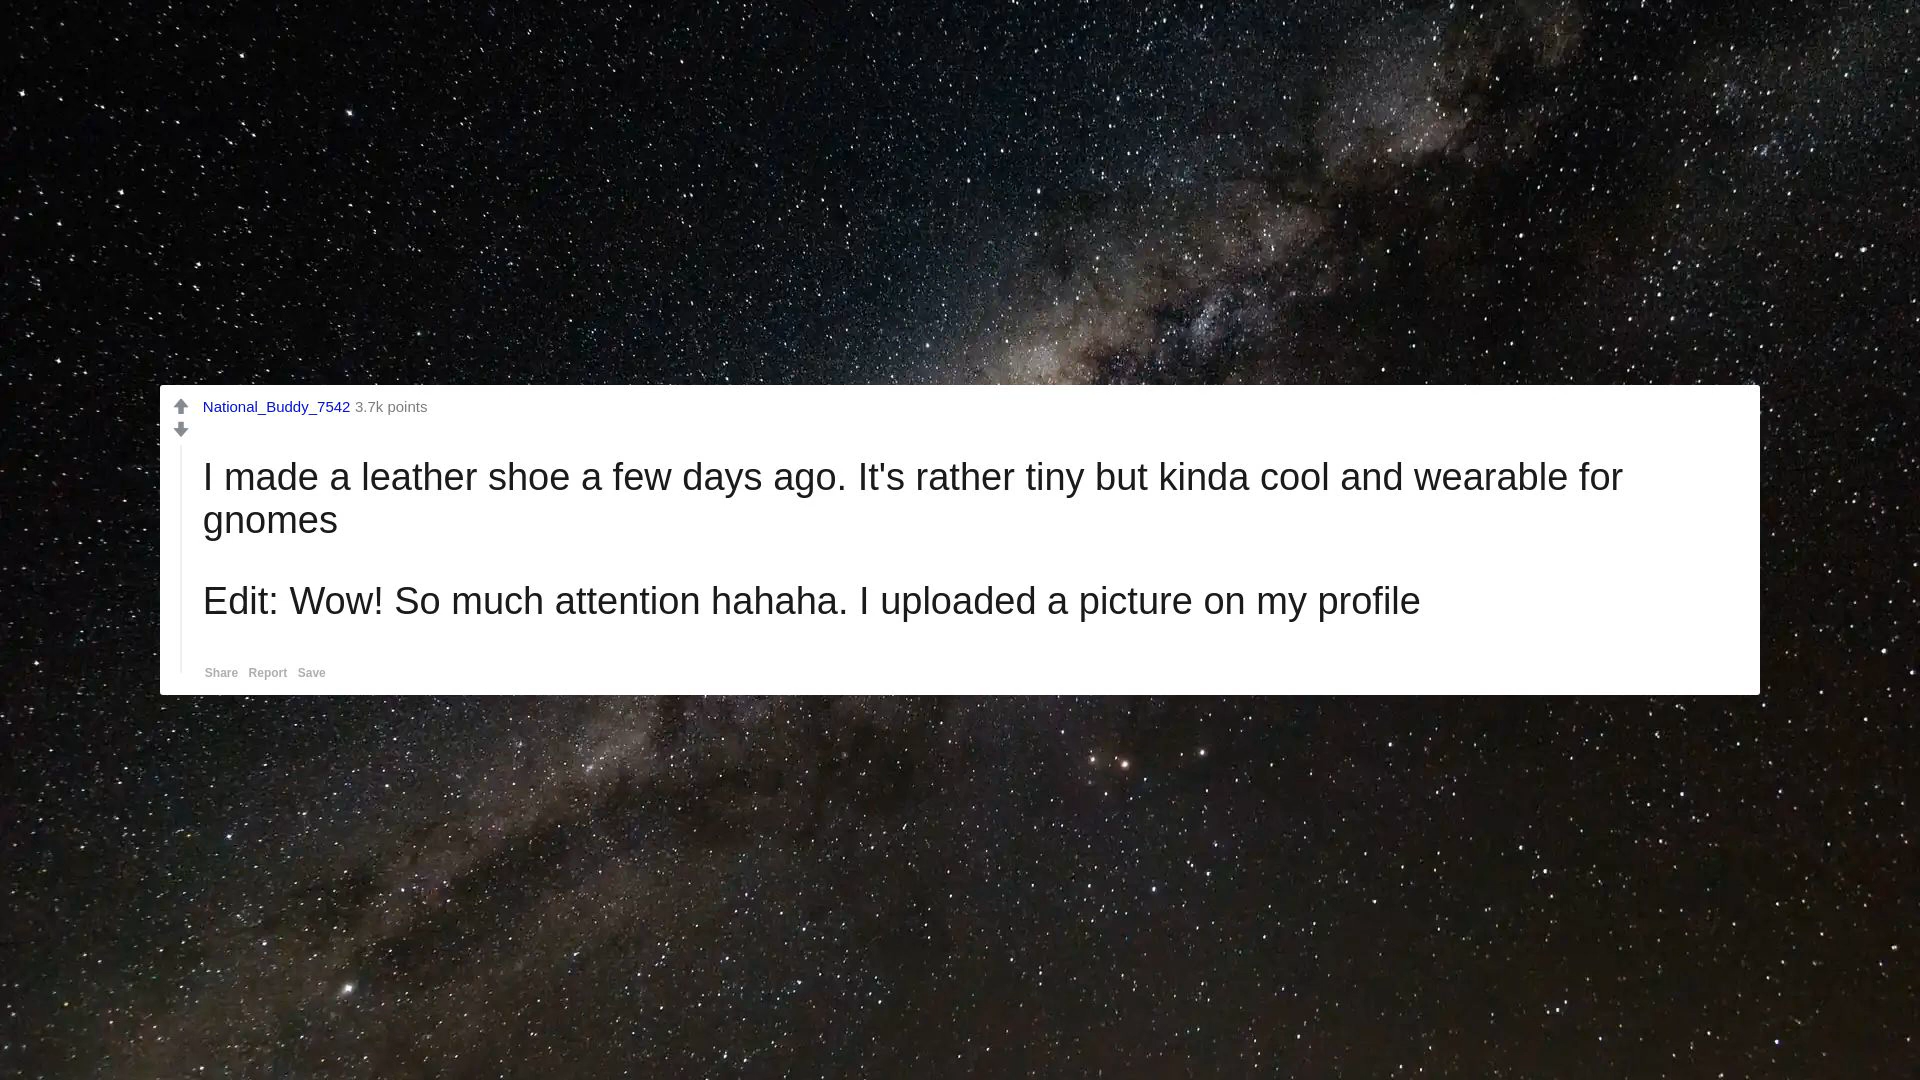 National_Buddy_7542 3.7k points
I made a leather shoe a few days ago. It's rather tiny but kinda cool and wearable for
gnomes
Edit: Wow! So much attention hahaha. I uploaded a picture on my profile
Share Report Save